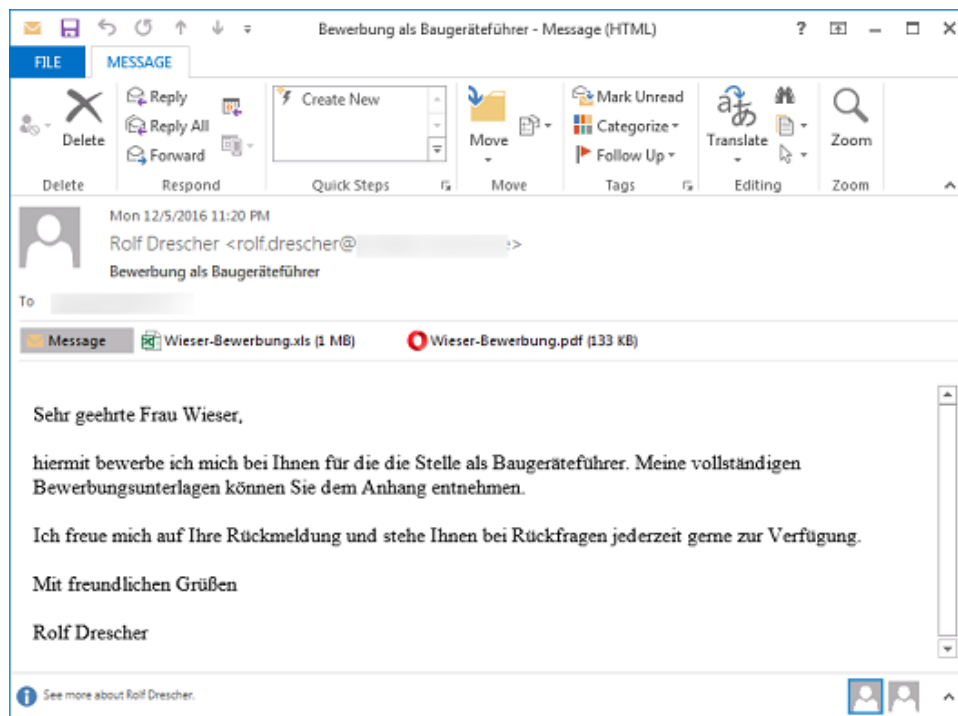 Bewerbung als Baugeräteführer - Message (HTML)
FILE MESSAGE
Delete
Reply
Reply All
Forward
Create New
Move
Mark Unread
Categorize
Follow Up
Translate
Zoom
Delete Respond Quick Steps Move Tags Editing Zoom
Mon 12/5/2016 11:20 PM
Rolf Drescher <rolf.drescher@ >
Bewerbung als Baugeräteführer
To
Message Wieser-Bewerbung.xls (1 MB) Wieser-Bewerbung.pdf (133 KB)
Sehr geehrte Frau Wieser,
hiermit bewerbe ich mich bei Ihnen für die die Stelle als Baugeräteführer. Meine vollständigen
Bewerbungsunterlagen können Sie dem Anhang entnehmen.
Ich freue mich auf Ihre Rückmeldung und stehe Ihnen bei Rückfragen jederzeit gerne zur Verfügung.
Mit freundlichen Grüßen
Rolf Drescher
See more about Rolf Drescher.